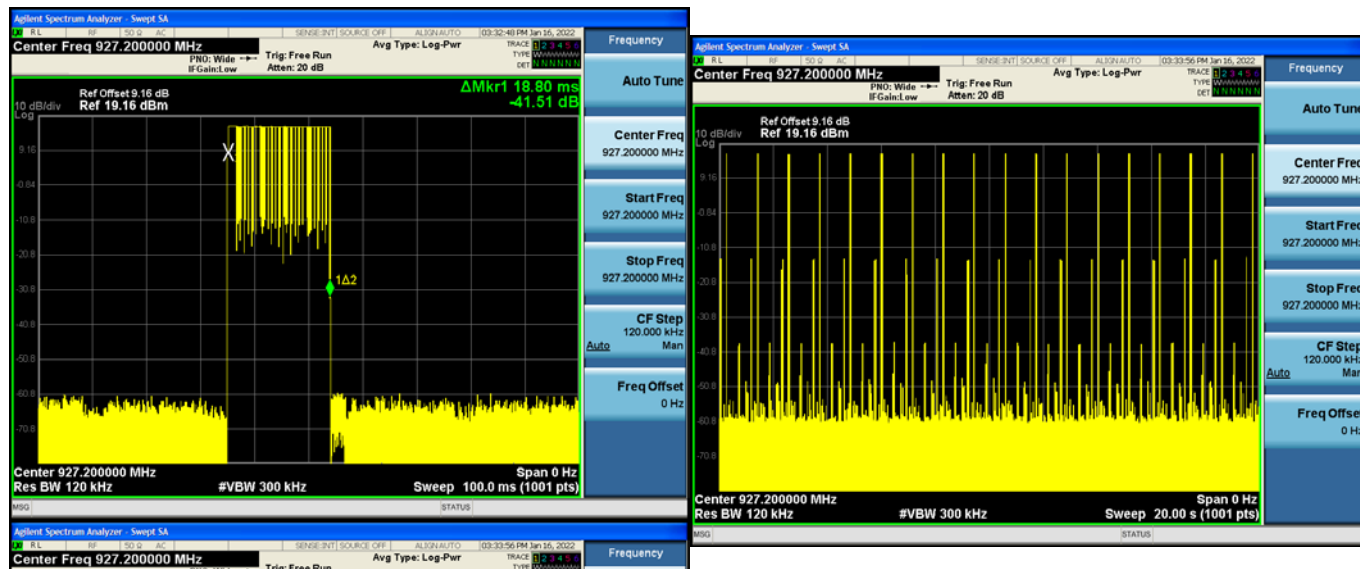 Agilent Spectrum Analyzer - Swept SA
RL RF 50 Ω AC SENSE:INT SOURCE OFF ALIGNAUTO 03:32:48 PM Jan 16, 2022
Center Freq 927.200000 MHz
PNO: Wide
IFGain:Low
Trig: Free Run
Atten: 20 dB
Avg Type: Log-Pwr
TRACE 1 2 3 4 5 6
TYPE
DET N N N N N N
Frequency
Ref Offset 9.16 dB
10 dB/div Ref 19.16 dBm
Log
ΔMkr1 18.80 ms
-41.51 dB
9.16
-0.84
-10.8
-20.8
-30.8
-40.8
-50.8
-60.8
-70.8
X
1Δ2
Center 927.200000 MHz
Span 0 Hz
Res BW 120 kHz
#VBW 300 kHz
Sweep 100.0 ms (1001 pts)
MSG
STATUS
Auto Tune
Center Freq
927.200000 MHz
Start Freq
927.200000 MHz
Stop Freq
927.200000 MHz
CF Step
120.000 kHz
Auto Man
Freq Offset
0 Hz
Agilent Spectrum Analyzer - Swept SA
RL RF 50 Ω AC SENSE:INT SOURCE OFF ALIGNAUTO 03:33:56 PM Jan 16, 2022
Center Freq 927.200000 MHz
PNO: Wide
IFGain:Low
Trig: Free Run
Atten: 20 dB
Avg Type: Log-Pwr
TRACE 1 2 3 4 5 6
TYPE
DET N N N N N N
Frequency
Ref Offset 9.16 dB
10 dB/div Ref 19.16 dBm
Log
9.16
-0.84
-10.8
-20.8
-30.8
-40.8
-50.8
-60.8
-70.8
Center 927.200000 MHz
Span 0 Hz
Res BW 120 kHz
#VBW 300 kHz
Sweep 20.00 s (1001 pts)
MSG
STATUS
Auto Tune
Center Freq
927.200000 MHz
Start Freq
927.200000 MHz
Stop Freq
927.200000 MHz
CF Step
120.000 kHz
Auto Man
Freq Offset
0 Hz
Agilent Spectrum Analyzer - Swept SA
RL RF 50 Ω AC SENSE:INT SOURCE OFF ALIGNAUTO 03:33:56 PM Jan 16, 2022
Center Freq 927.200000 MHz
Trig: Free Run
Avg Type: Log-Pwr
TRACE 1 2 3 4 5 6
TYPE
Frequency